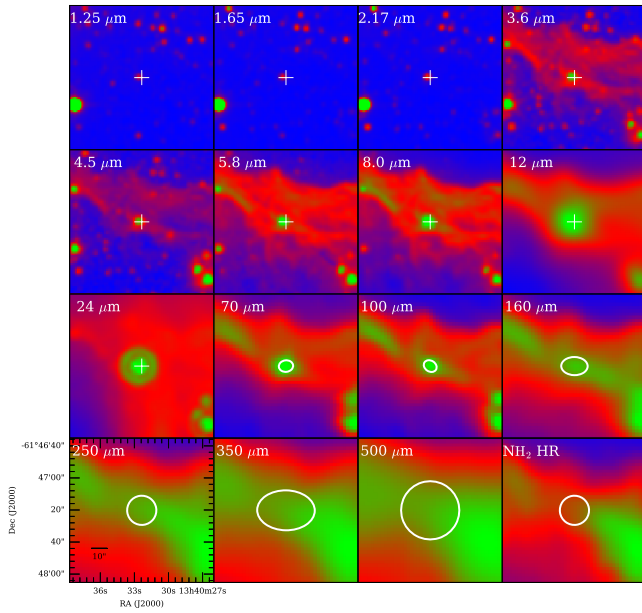 1.25 μm
1.65 μm
2.17 μm
3.6 μm
4.5 μm
5.8 μm
8.0 μm
12 μm
24 μm
70 μm
100 μm
160 μm
250 μm
350 μm
500 μm
NH₂ HR
-61°46'40"
47'00"
20"
40"
48'00"
Dec (J2000)
10"
36s
33s
30s
13h40m27s
RA (J2000)